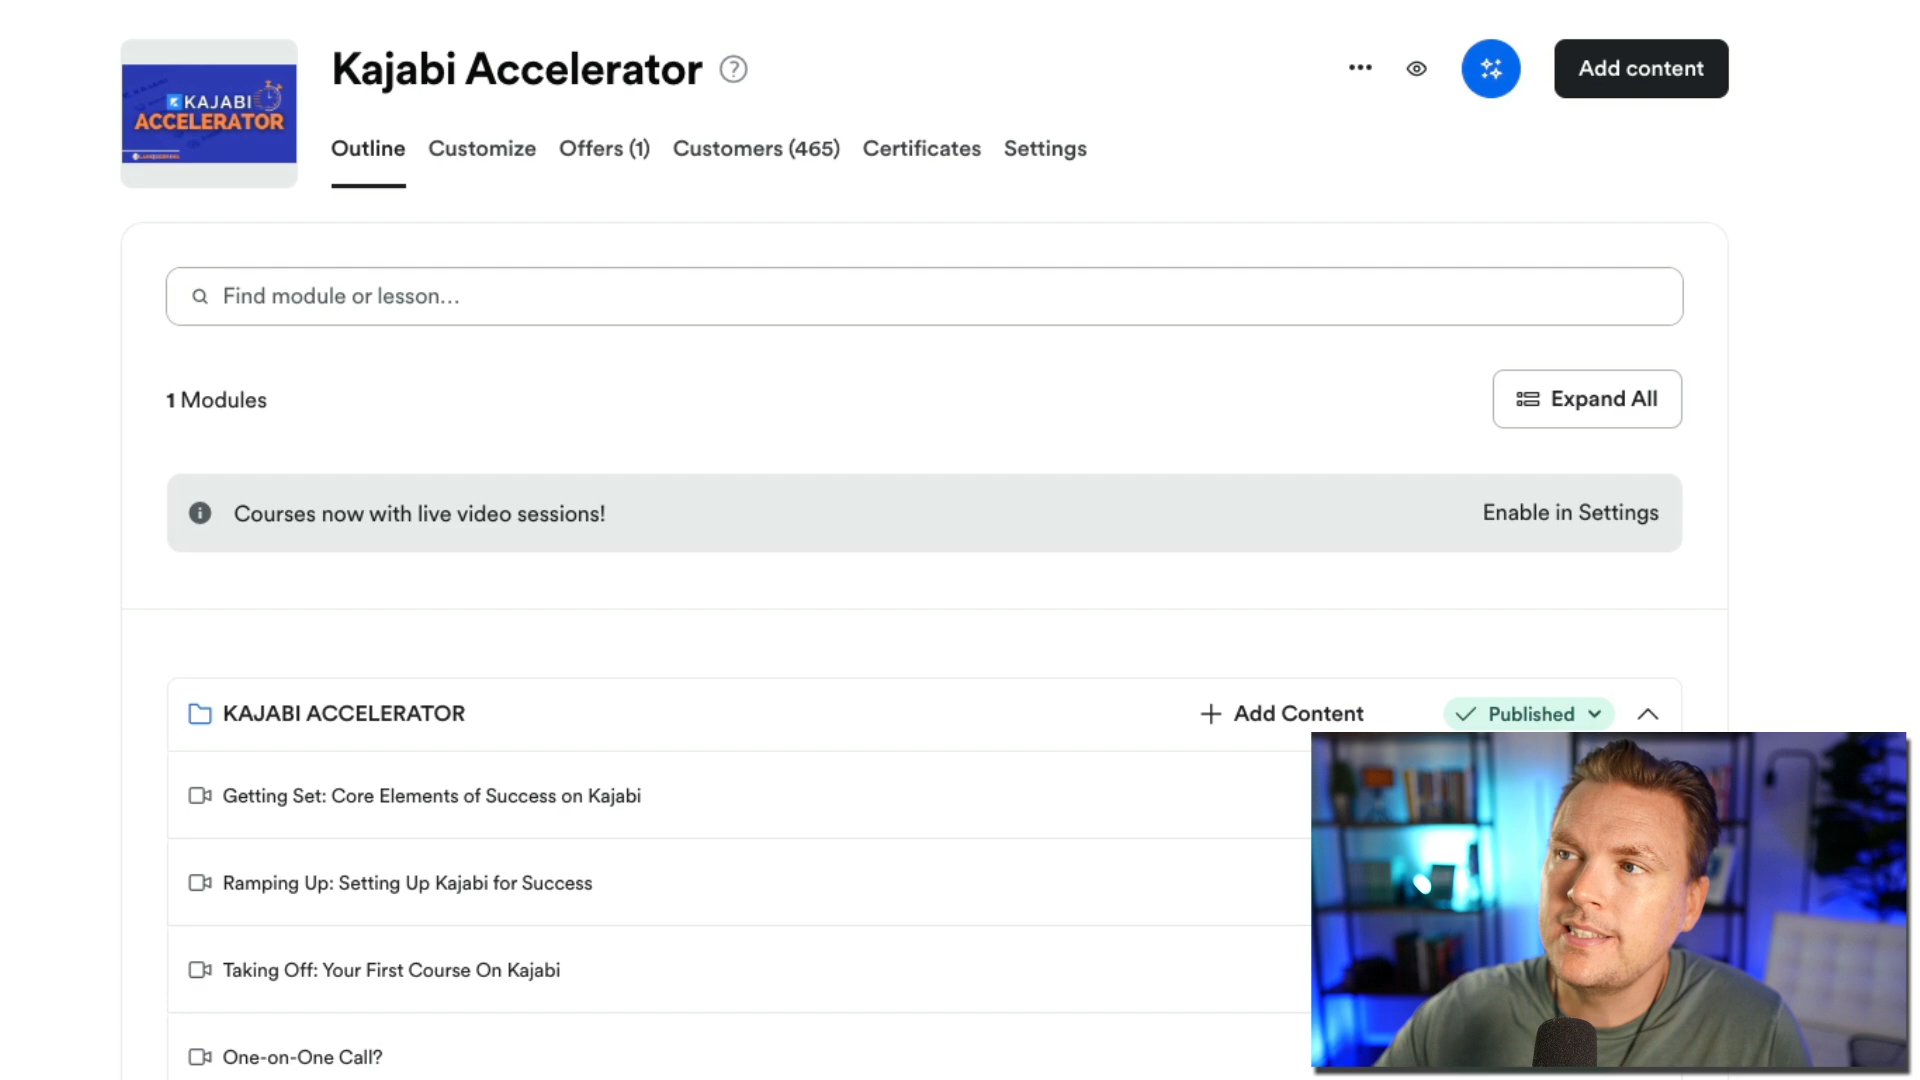 KAJABI
ACCELERATOR
Kajabi Accelerator ?
Add content
Outline Customize Offers (1) Customers (465) Certificates Settings
Find module or lesson...
1 Modules
Expand All
Courses now with live video sessions!
Enable in Settings
KAJABI ACCELERATOR
+ Add Content
Published
Getting Set: Core Elements of Success on Kajabi
Ramping Up: Setting Up Kajabi for Success
Taking Off: Your First Course On Kajabi
One-on-One Call?